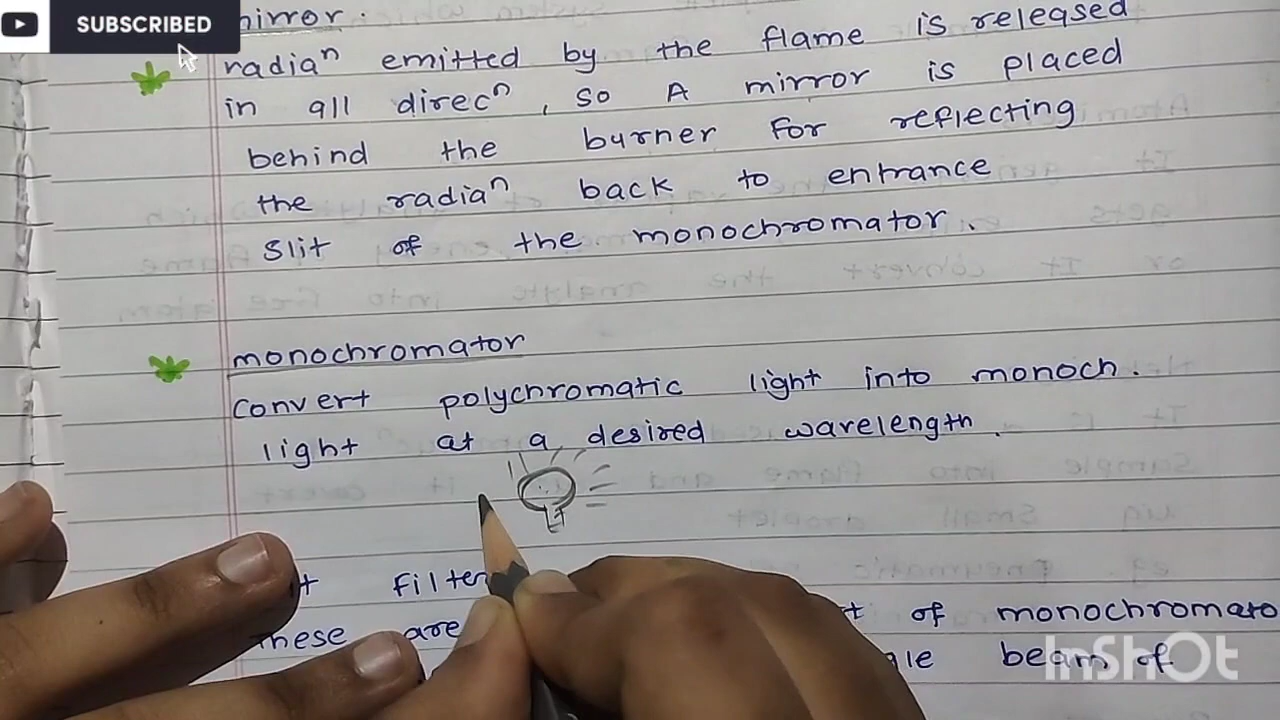 SUBSCRIBED
mirror.
radiaⁿ emitted by the flame is released
in all direcⁿ, so A mirror is placed
behind the burner for reflecting
the radiaⁿ back to entrance
slit of the monochromator.
monochromator
convert polychromatic light into monoch.
light at a desired wavelength.
Filter
These are of monochromato
beam of
InShOt